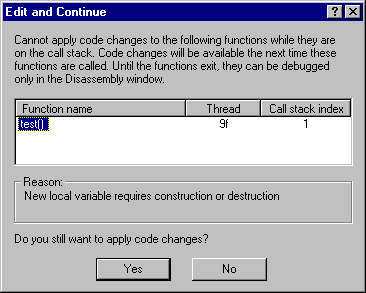 Edit and Continue
Cannot apply code changes to the following functions while they are
on the call stack. Code changes will be available the next time these
functions are called. Until the functions exit, they can be debugged
only in the Disassembly window.
Function name Thread Call stack index
test() 9f 1
Reason:
New local variable requires construction or destruction
Do you still want to apply code changes?
Yes No